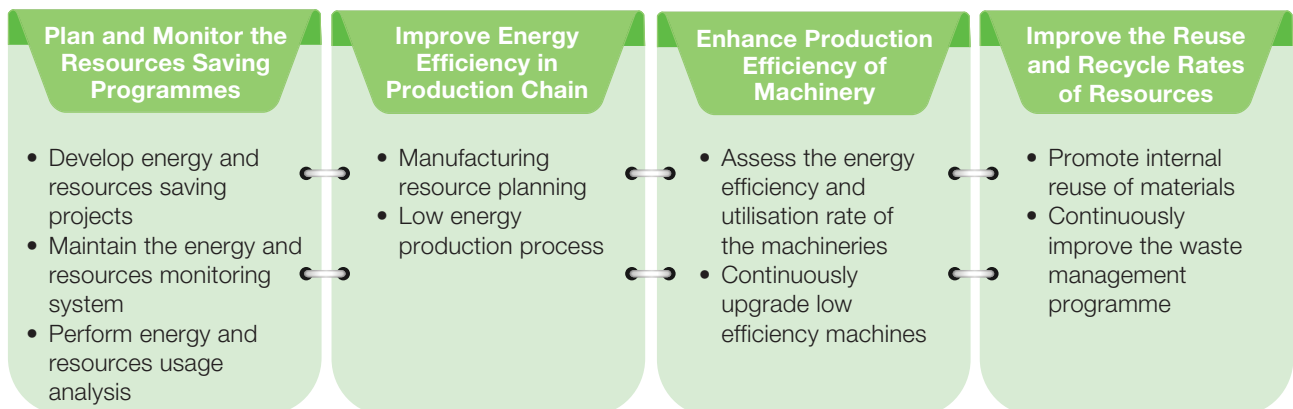 Plan and Monitor the
Resources Saving
Programmes
• Develop energy and
resources saving
projects
• Maintain the energy and
resources monitoring
system
• Perform energy and
resources usage
analysis
Improve Energy
Efficiency in
Production Chain
• Manufacturing
resource planning
• Low energy
production process
Enhance Production
Efficiency of
Machinery
• Assess the energy
efficiency and
utilisation rate of
the machineries
• Continuously
upgrade low
efficiency machines
Improve the Reuse
and Recycle Rates
of Resources
• Promote internal
reuse of materials
• Continuously
improve the waste
management
programme